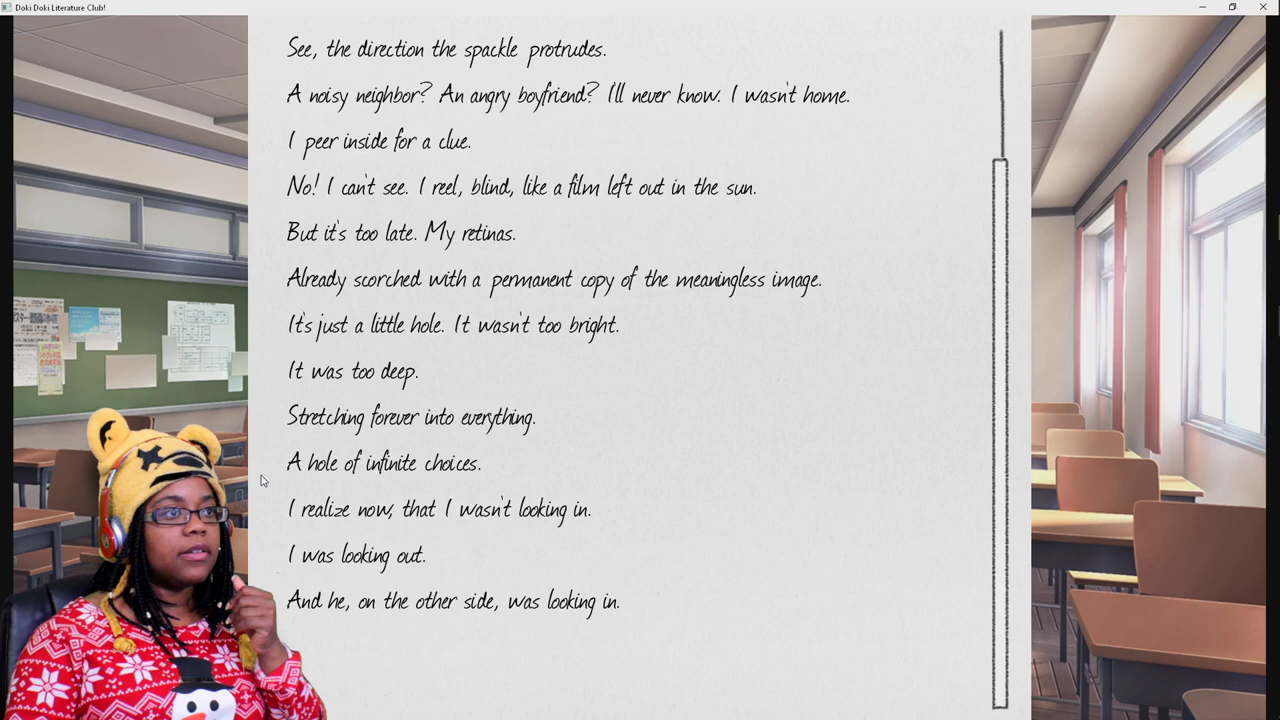 Doki Doki Literature Club!
See, the direction the spackle protrudes.
A noisy neighbor? An angry boyfriend? I'll never know. I wasn't home.
I peer inside for a clue.
No! I can't see. I reel, blind, like a film left out in the sun.
But it's too late. My retinas.
Already scorched with a permanent copy of the meaningless image.
It's just a little hole. It wasn't too bright.
It was too deep.
Stretching forever into everything.
A hole of infinite choices.
I realize now, that I wasn't looking in.
I was looking out.
And he, on the other side, was looking in.